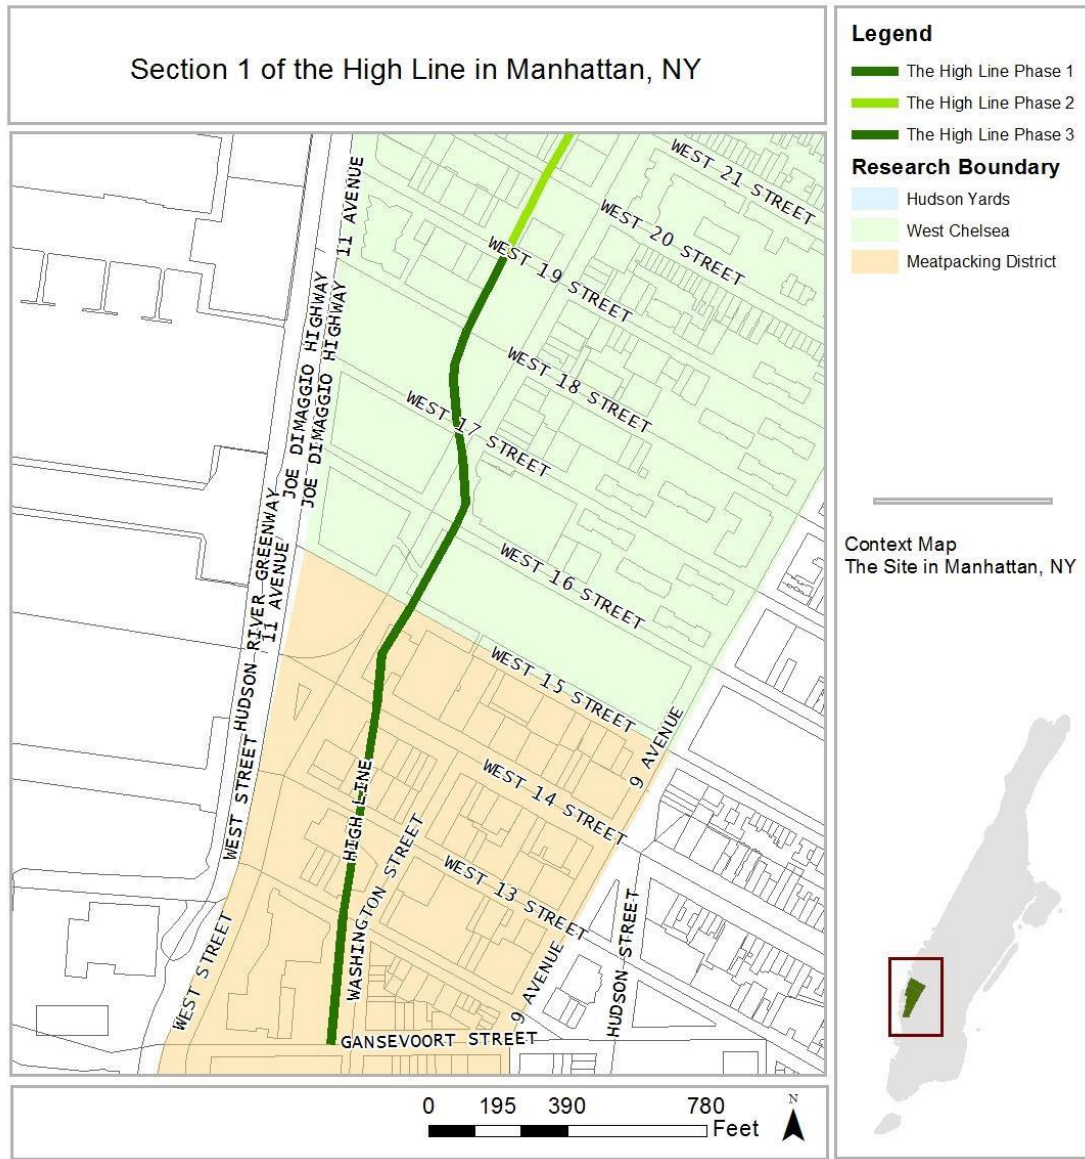 Section 1 of the High Line in Manhattan, NY
Legend
The High Line Phase 1
The High Line Phase 2
The High Line Phase 3
Research Boundary
Hudson Yards
West Chelsea
Meatpacking District
Context Map
The Site in Manhattan, NY
WEST 21 STREET
WEST 20 STREET
WEST 19 STREET
WEST 18 STREET
WEST 17 STREET
WEST 16 STREET
WEST 15 STREET
WEST 14 STREET
WEST 13 STREET
11 AVENUE
JOE DIMAGGIO HIGHWAY
JOE DIMAGGIO HIGHWAY
HUDSON RIVER GREENWAY
11 AVENUE
WEST STREET
WEST STREET
HIGH LINE
WASHINGTON STREET
9 AVENUE
9 AVENUE
HUDSON STREET
GANSEVOORT STREET
0 195 390 780
Feet
N